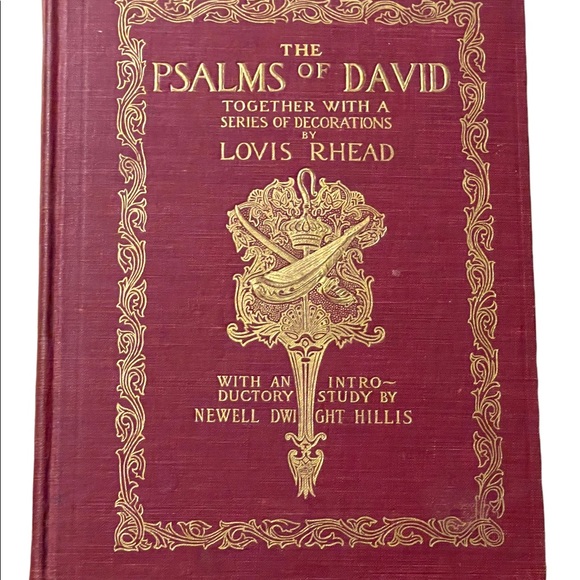 THE
PSALMS OF DAVID
TOGETHER WITH A
SERIES OF DECORATIONS
BY
LOVIS RHEAD
WITH AN INTRO~
DUCTORY STUDY BY
NEWELL DWIGHT HILLIS